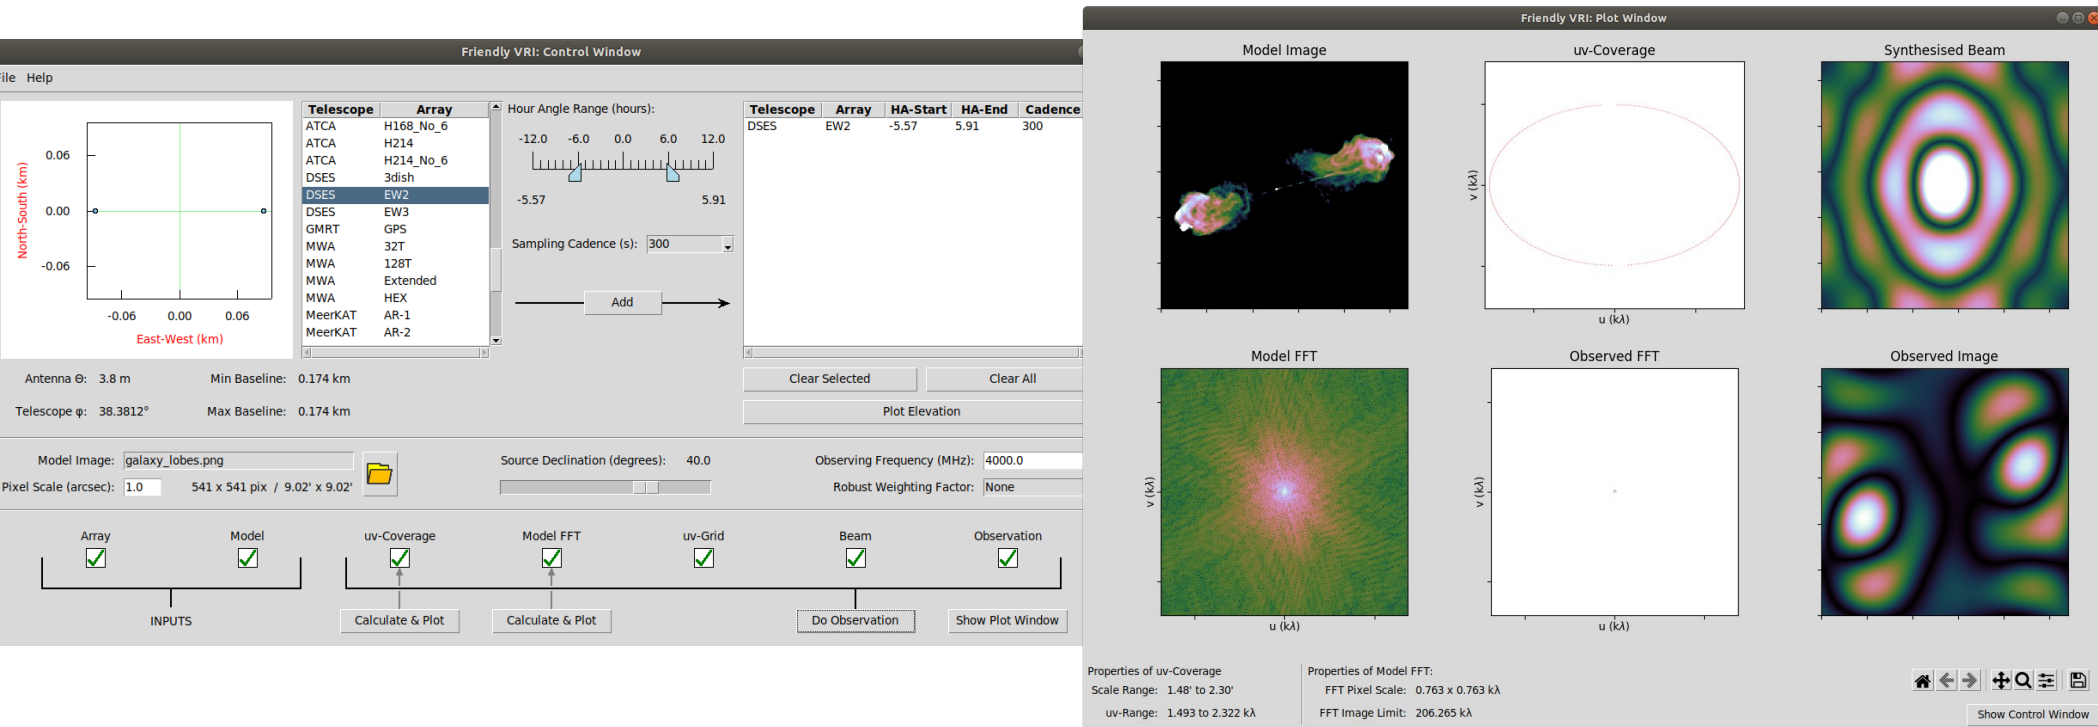 Friendly VRI: Control Window
File Help
North-South (km)
0.06
0.00
-0.06
-0.06 0.00 0.06
East-West (km)
Telescope Array
ATCA H168_No_6
ATCA H214
ATCA H214_No_6
DSES 3dish
DSES EW2
DSES EW3
GMRT GPS
MWA 32T
MWA 128T
MWA Extended
MWA HEX
MeerKAT AR-1
MeerKAT AR-2
Hour Angle Range (hours):
-12.0 -6.0 0.0 6.0 12.0
-5.57 5.91
Sampling Cadence (s): 300
Add
Telescope Array HA-Start HA-End Cadence
DSES EW2 -5.57 5.91 300
Clear Selected Clear All
Plot Elevation
Antenna Θ: 3.8 m Min Baseline: 0.174 km
Telescope φ: 38.3812° Max Baseline: 0.174 km
Model Image: galaxy_lobes.png
Pixel Scale (arcsec): 1.0 541 x 541 pix / 9.02' x 9.02'
Source Declination (degrees): 40.0
Observing Frequency (MHz): 4000.0
Robust Weighting Factor: None
Array Model uv-Coverage Model FFT uv-Grid Beam Observation
INPUTS
Calculate & Plot Calculate & Plot Do Observation Show Plot Window
Friendly VRI: Plot Window
Model Image uv-Coverage Synthesised Beam
v (kλ)
u (kλ)
Model FFT Observed FFT Observed Image
v (kλ) v (kλ)
u (kλ) u (kλ)
Properties of uv-Coverage
Scale Range: 1.48' to 2.30'
uv-Range: 1.493 to 2.322 kλ
Properties of Model FFT:
FFT Pixel Scale: 0.763 x 0.763 kλ
FFT Image Limit: 206.265 kλ
Show Control Window